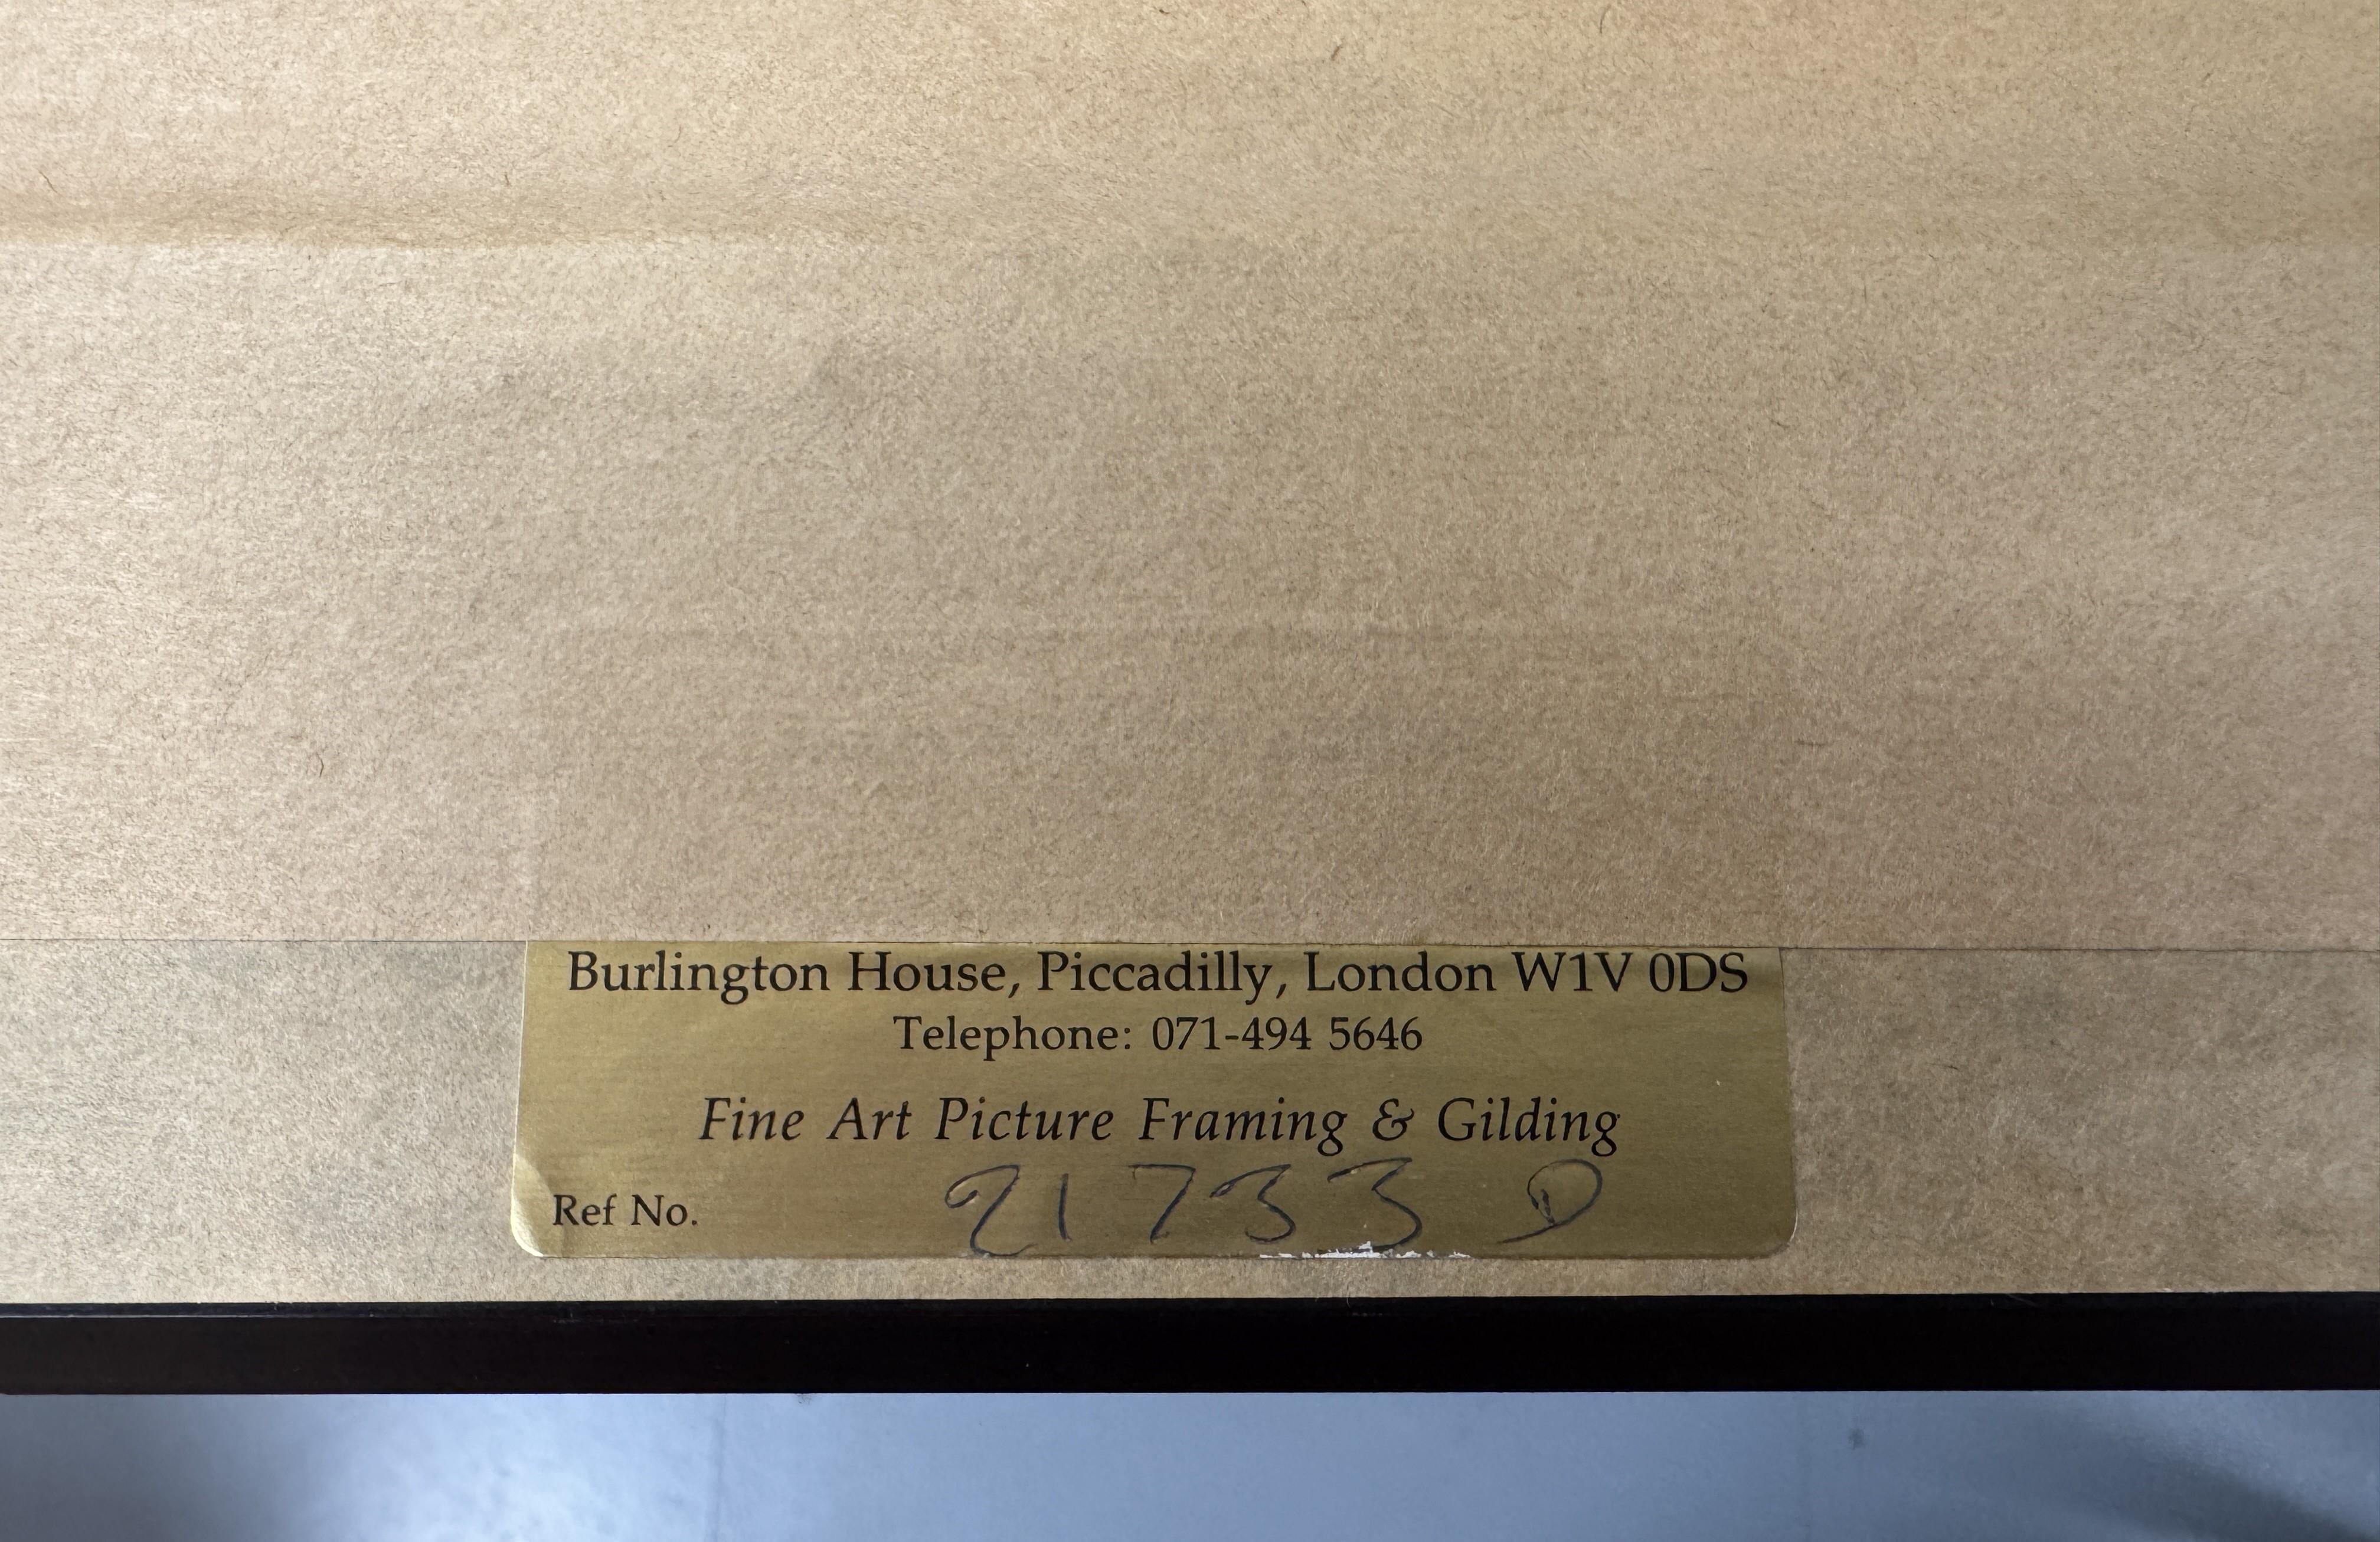 Burlington House, Piccadilly, London W1V 0DS
Telephone: 071-494 5646
Fine Art Picture Framing & Gilding
Ref No. 21733 D